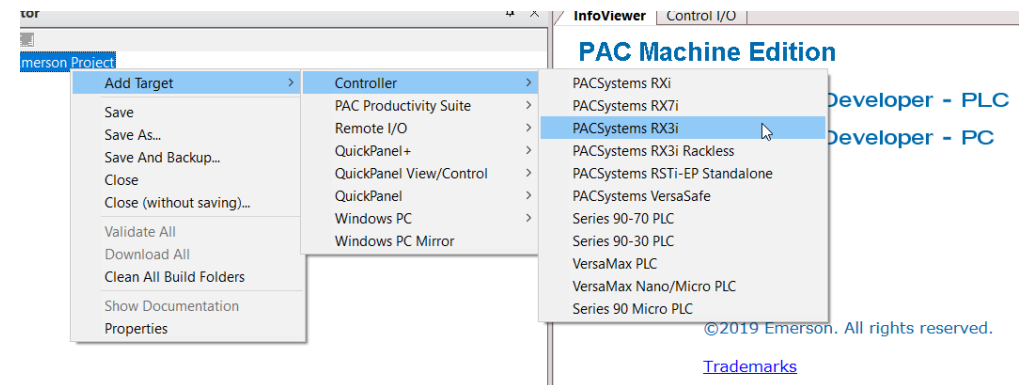 tor
InfoViewer
Control I/O
merson Project
PAC Machine Edition
Developer - PLC
Developer - PC
Add Target
Save
Save As...
Save And Backup...
Close
Close (without saving)...
Validate All
Download All
Clean All Build Folders
Show Documentation
Properties
Controller
PAC Productivity Suite
Remote I/O
QuickPanel+
QuickPanel View/Control
QuickPanel
Windows PC
Windows PC Mirror
PACSystems RXi
PACSystems RX7i
PACSystems RX3i
PACSystems RX3i Rackless
PACSystems RSTi-EP Standalone
PACSystems VersaSafe
Series 90-70 PLC
Series 90-30 PLC
VersaMax PLC
VersaMax Nano/Micro PLC
Series 90 Micro PLC
©2019 Emerson. All rights reserved.
Trademarks